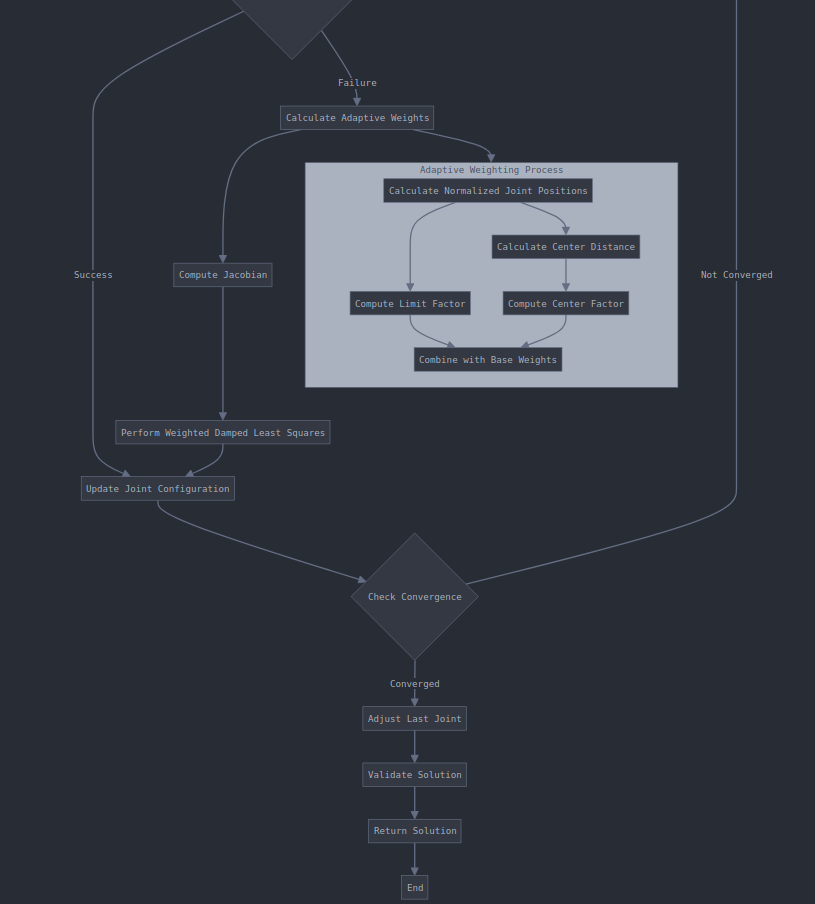 Failure
Calculate Adaptive Weights
Adaptive Weighting Process
Calculate Normalized Joint Positions
Calculate Center Distance
Success
Compute Jacobian
Not Converged
Compute Limit Factor
Compute Center Factor
Combine with Base Weights
Perform Weighted Damped Least Squares
Update Joint Configuration
Check Convergence
Converged
Adjust Last Joint
Validate Solution
Return Solution
End